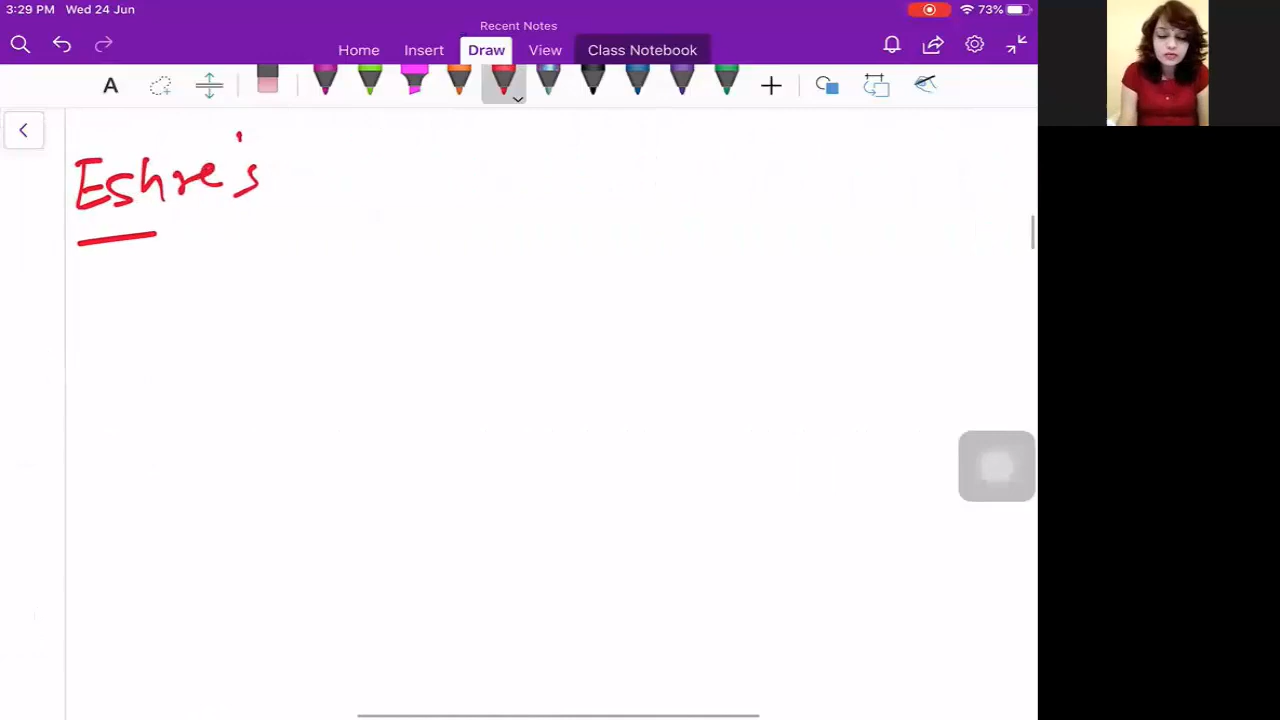 3:29 PM Wed 24 Jun
73%
Recent Notes
Home Insert Draw View Class Notebook
A
Eshre's